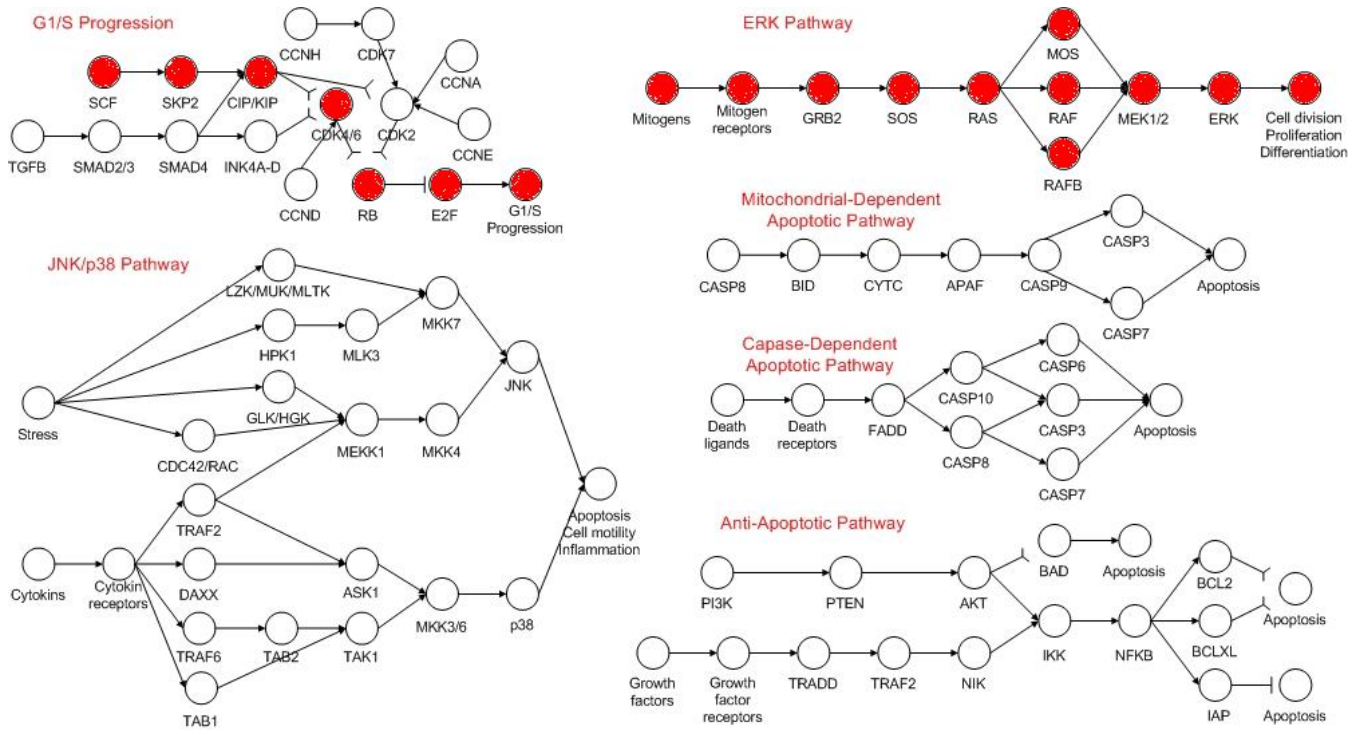 G1/S Progression
CCNH
CDK7
CCNA
SCF
SKP2
CIP/KIP
CDK4/6
CDK2
TGFB
SMAD2/3
SMAD4
INK4A-D
CCNE
CCND
RB
E2F
G1/S
Progression
ERK Pathway
MOS
Mitogens
Mitogen
receptors
GRB2
SOS
RAS
RAF
MEK1/2
ERK
Cell division
Proliferation
Differentiation
RAFB
JNK/p38 Pathway
LZK/MUK/MLTK
MKK7
HPK1
MLK3
JNK
Stress
GLK/HGK
MEKK1
MKK4
CDC42/RAC
TRAF2
Apoptosis
Cell motility
Inflammation
Cytokins
Cytokin
receptors
DAXX
ASK1
MKK3/6
p38
TRAF6
TAB2
TAK1
TAB1
Mitochondrial-Dependent
Apoptotic Pathway
CASP3
CASP8
BID
CYTC
APAF
CASP9
Apoptosis
CASP7
Capase-Dependent
Apoptotic Pathway
CASP6
CASP10
Death
ligands
Death
receptors
FADD
CASP3
Apoptosis
CASP8
CASP7
Anti-Apoptotic Pathway
BAD
Apoptosis
BCL2
PI3K
PTEN
AKT
Apoptosis
IKK
NFKB
BCLXL
Growth
factors
Growth
factor
receptors
TRADD
TRAF2
NIK
IAP
Apoptosis